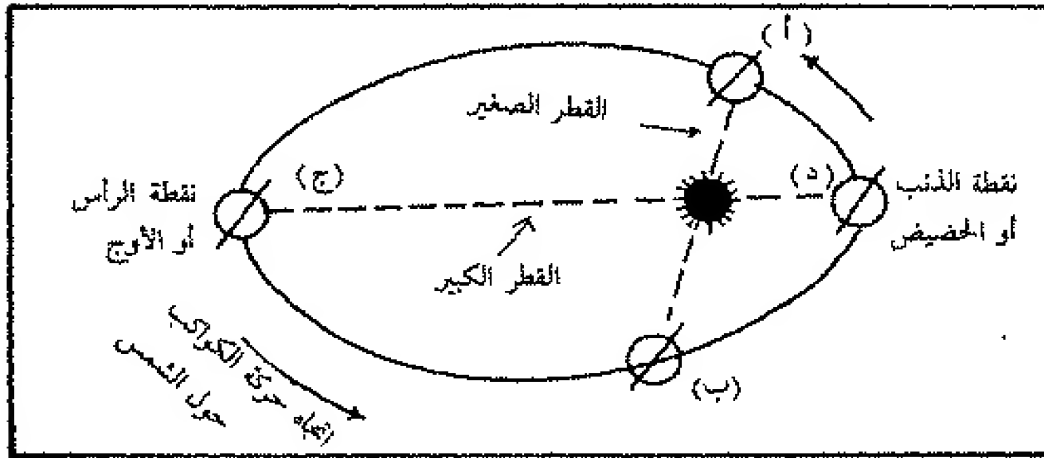 (أ)
القطر الصغير
(د)
نقطة الذنب
أو الحضيض
(ج)
نقطة الرأس
أو الأوج
القطر الكبير
(ب)
اتجاه حركة الكواكب
حول الشمس